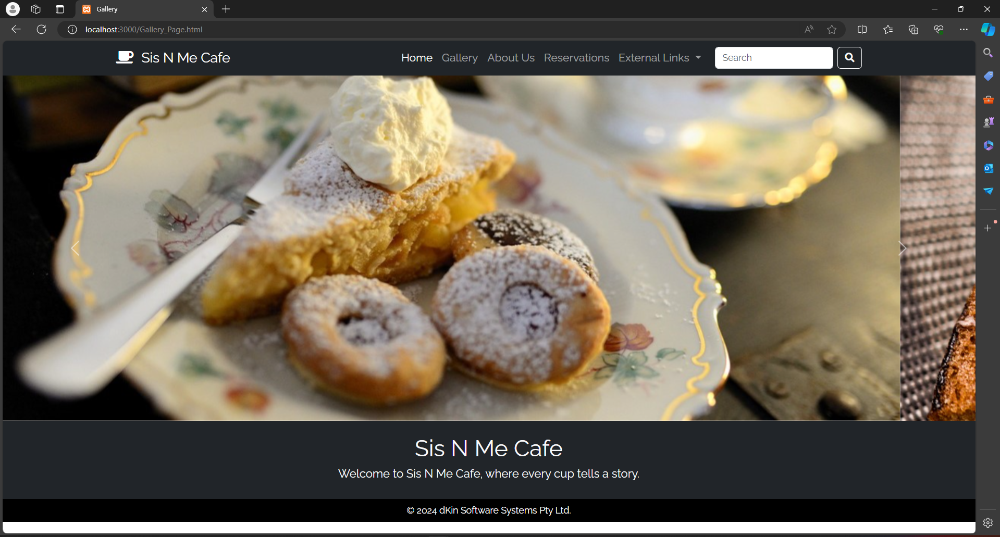 Gallery
localhost:3000/Gallery_Page.html
Sis N Me Cafe
Home Gallery About Us Reservations External Links Search
Sis N Me Cafe
Welcome to Sis N Me Cafe, where every cup tells a story.
© 2024 dKin Software Systems Pty Ltd.